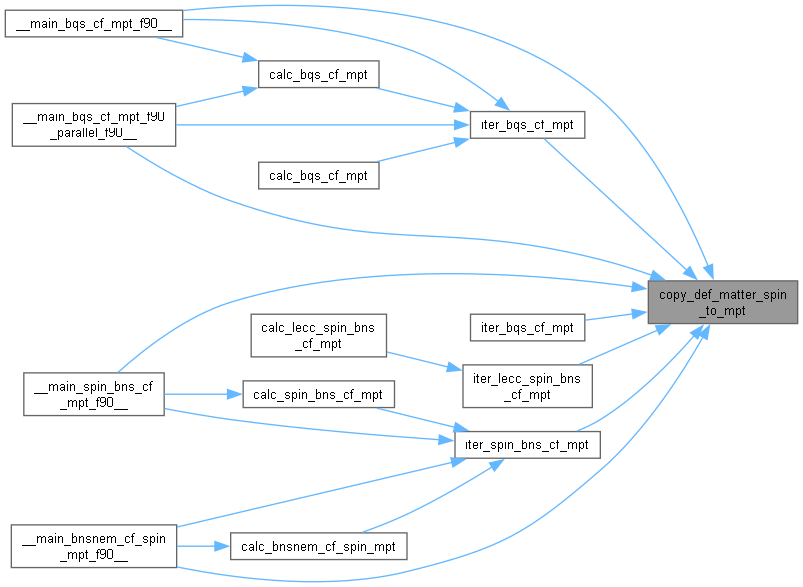 __main_bqs_cf_mpt_f90__
calc_bqs_cf_mpt
__main_bqs_cf_mpt_f90
_parallel_f90__
iter_bqs_cf_mpt
calc_bqs_cf_mpt
copy_def_matter_spin
_to_mpt
calc_lecc_spin_bns
_cf_mpt
iter_bqs_cf_mpt
iter_lecc_spin_bns
_cf_mpt
__main_spin_bns_cf
_mpt_f90__
calc_spin_bns_cf_mpt
iter_spin_bns_cf_mpt
__main_bnsnem_cf_spin
_mpt_f90__
calc_bnsnem_cf_spin_mpt